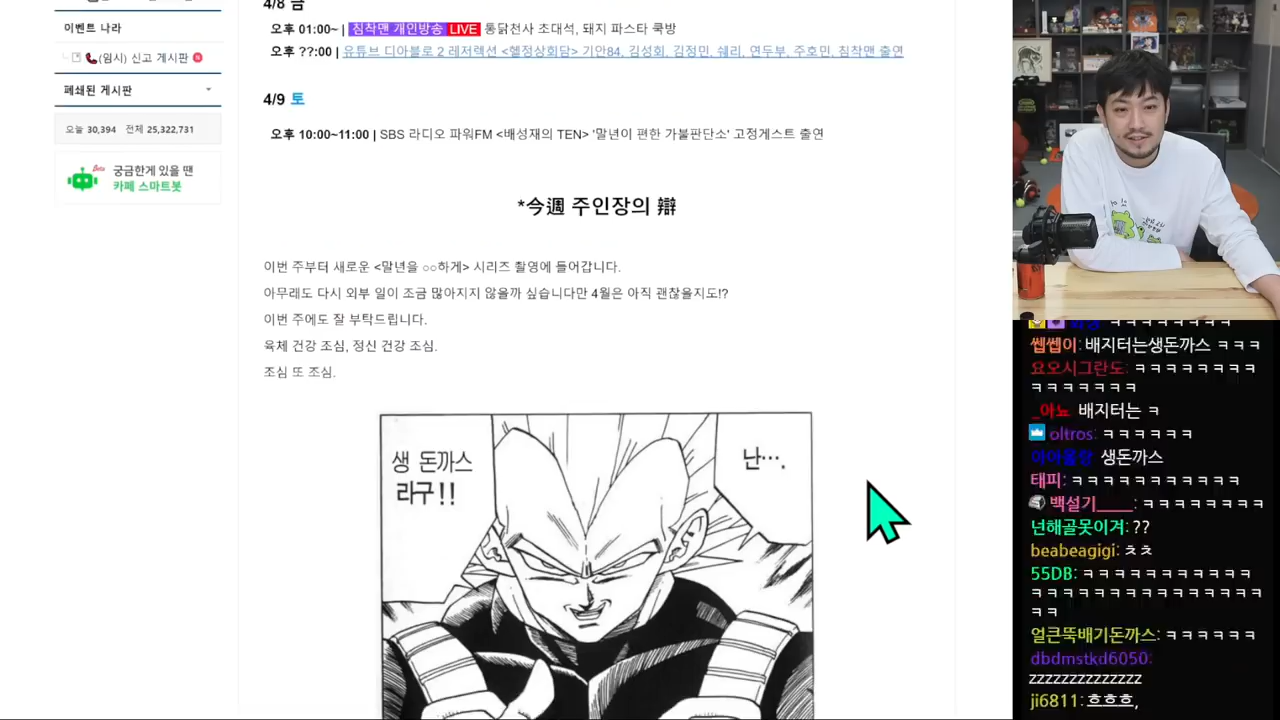 4/8 금
이벤트 나라
오후 01:00~ | 침착맨 개인방송 LIVE 통닭천사 초대석, 돼지 파스타 쿡방
(임시) 신고 게시판
오후 ??:00 | 유튜브 디아블로 2 레저렉션 <헬정상회담> 기안84, 김성회, 김정민, 쉐리, 연두부, 주호민, 침착맨 출연
폐쇄된 게시판
4/9 토
오늘 30,394 전체 25,322,731
오후 10:00~11:00 | SBS 라디오 파워FM <배성재의 TEN> '말년이 편한 가불판단소' 고정게스트 출연
Beta
궁금한게 있을 땐
카페 스마트봇
*今週 주인장의 辯
이번 주부터 새로운 <말년을 ○○하게> 시리즈 촬영에 들어갑니다.
아무래도 다시 외부 일이 조금 많아지지 않을까 싶습니다만 4월은 아직 괜찮을지도!?
이번 주에도 잘 부탁드립니다.
육체 건강 조심, 정신 건강 조심.
조심 또 조심.
난….
생 돈까스
라구!!
쎕쎕이: 배지터는생돈까스 ㅋㅋㅋ
요오시그란도: ㅋㅋㅋㅋㅋㅋㅋㅋ
ㅋㅋㅋㅋㅋㅋㅋ
_아뇨 배지터는 ㅋ
oltros: ㅋㅋㅋㅋㅋㅋ
생돈까스
태피: ㅋㅋㅋㅋㅋㅋㅋㅋㅋㅋㅋ
백설기____: ㅋㅋㅋㅋㅋㅋㅋㅋ
넌해골못이겨: ??
beabeagigi: ㅊㅊ
55DB: ㅋㅋㅋㅋㅋㅋㅋㅋㅋㅋㅋ
ㅋㅋㅋㅋㅋㅋㅋㅋㅋㅋㅋㅋㅋㅋㅋ
ㅋㅋ
얼큰뚝배기돈까스: ㅋㅋㅋㅋㅋㅋ
dbdmstkd6050:
zzzzzzzzzzzzzz
ji6811: 흐흐흐,